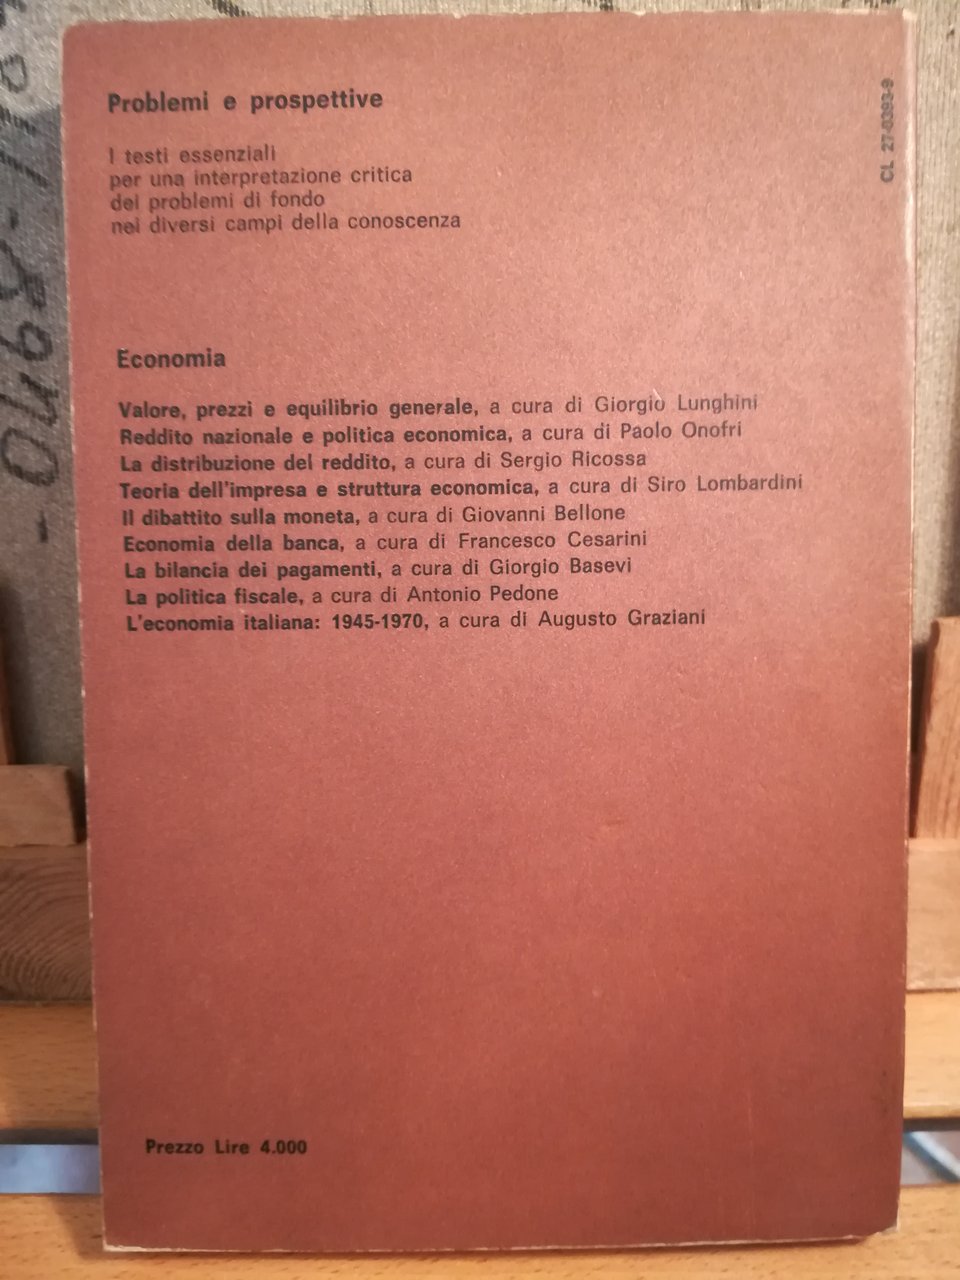 Problemi e prospettive
I testi essenziali
per una interpretazione critica
dei problemi di fondo
nei diversi campi della conoscenza
CL 27-0393-9
Economia
Valore, prezzi e equilibrio generale, a cura di Giorgio Lunghini
Reddito nazionale e politica economica, a cura di Paolo Onofri
La distribuzione del reddito, a cura di Sergio Ricossa
Teoria dell'impresa e struttura economica, a cura di Siro Lombardini
Il dibattito sulla moneta, a cura di Giovanni Bellone
Economia della banca, a cura di Francesco Cesarini
La bilancia dei pagamenti, a cura di Giorgio Basevi
La politica fiscale, a cura di Antonio Pedone
L'economia italiana: 1945-1970, a cura di Augusto Graziani
Prezzo Lire 4.000